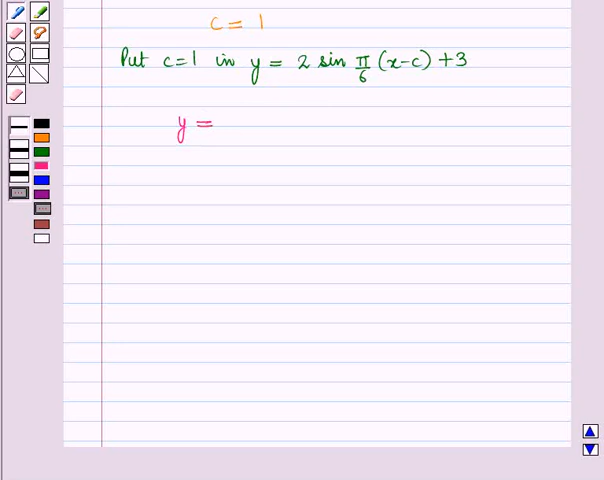 c = 1
Put c=1 in y = 2 sin π/6 (x-c) +3
y =